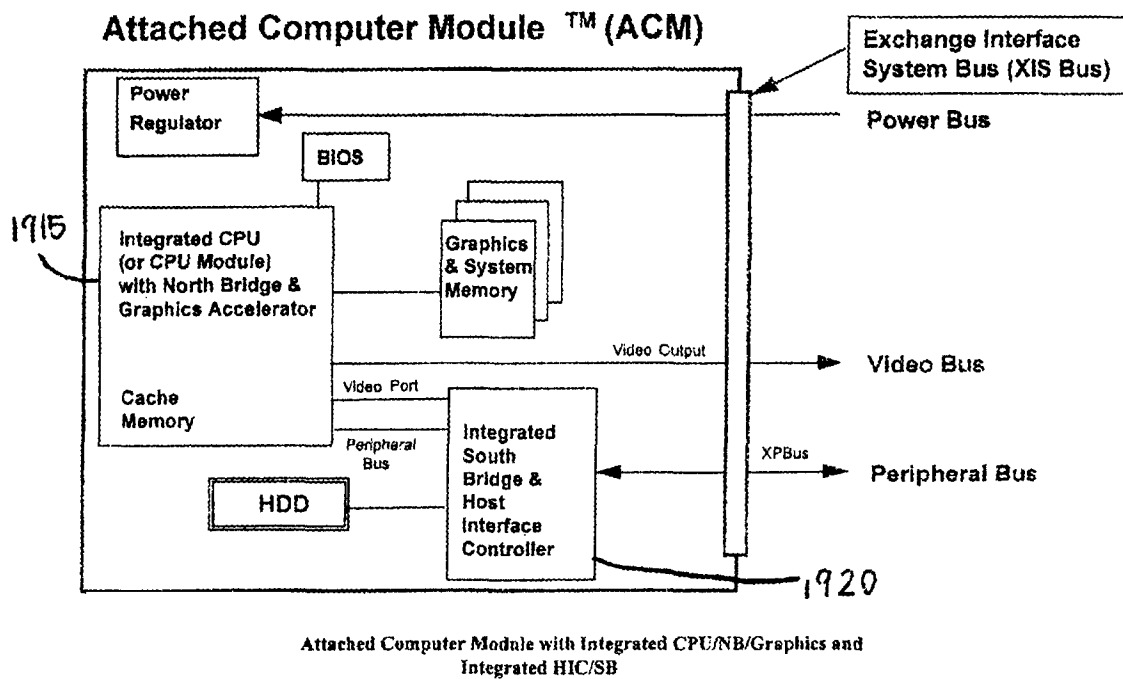 Attached Computer Module ™ (ACM)
Exchange Interface
System Bus (XIS Bus)
Power
Regulator
Power Bus
BIOS
1915
Integrated CPU
(or CPU Module)
with North Bridge &
Graphics Accelerator
Graphics
& System
Memory
Video Output
Video Bus
Video Port
Cache
Memory
Peripheral
Bus
Integrated
South
Bridge &
Host
Interface
Controller
XPBus
Peripheral Bus
HDD
1920
Attached Computer Module with Integrated CPU/NB/Graphics and
Integrated HIC/SB